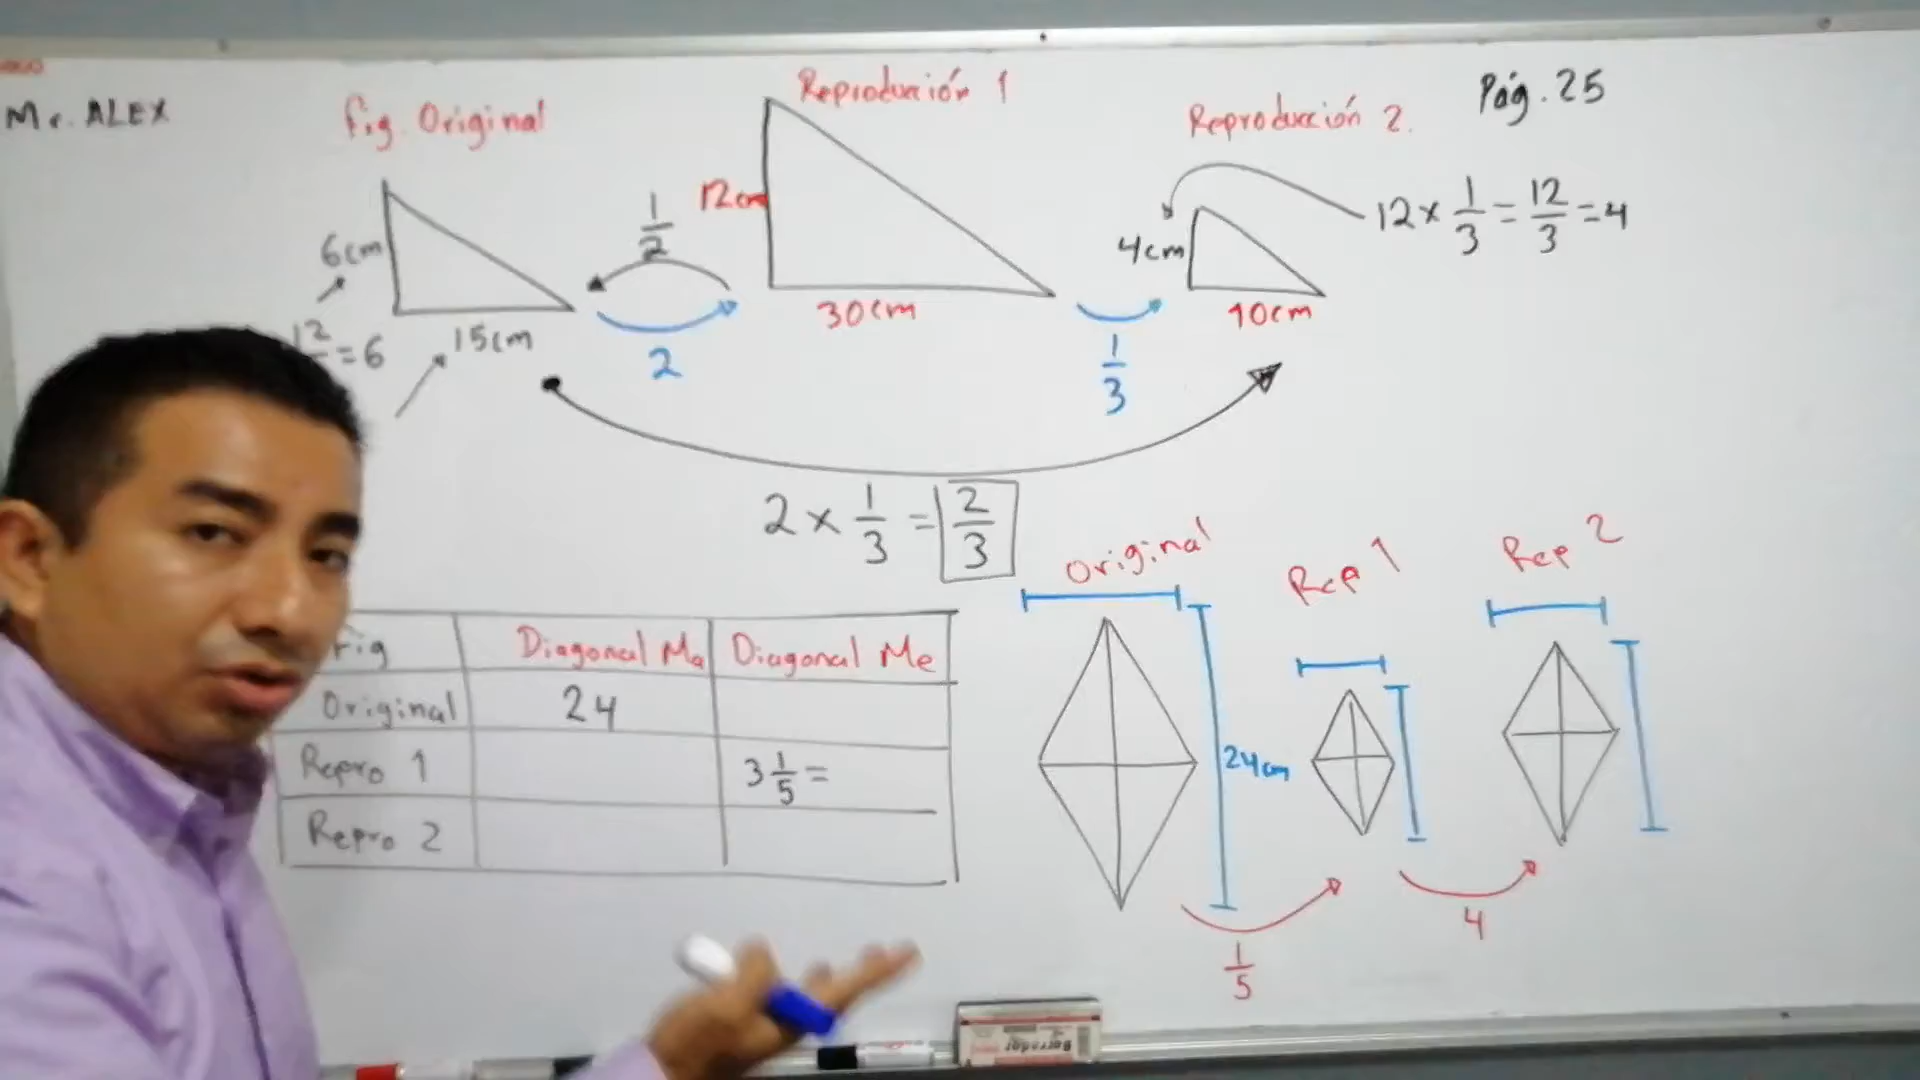 Mr. ALEX
Fig. Original
Reproducción 1
Reproducción 2.
Pág. 25
6cm
15cm
12 = 6
1/2
2
12cm
30cm
1/3
4cm
10cm
12 x 1/3 = 12/3 = 4
2 x 1/3 = 2/3
Diagonal Ma
Diagonal Me
Original
24
Repro 1
3 1/5 =
Repro 2
Original
Rep 1
Rep 2
24cm
1/5
4
Borrador